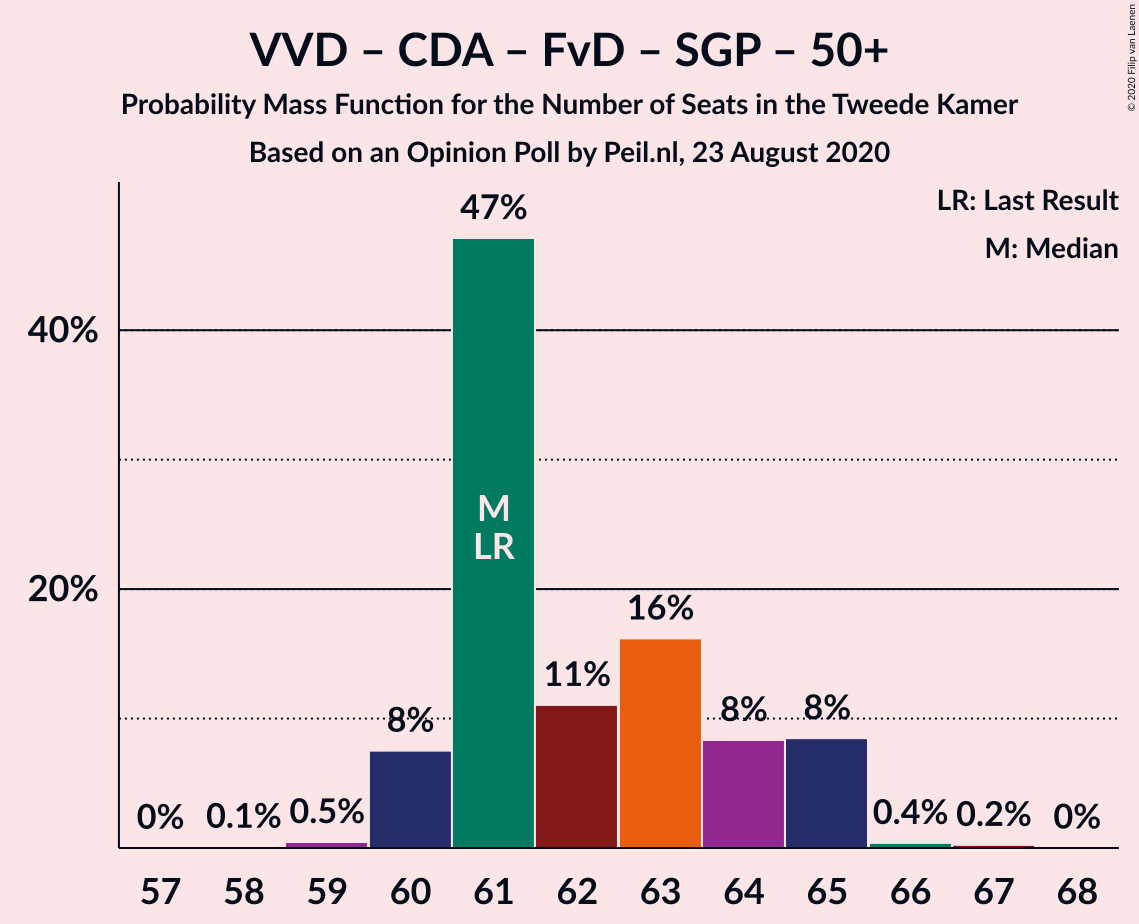 VVD – CDA – FvD – SGP – 50+
Probability Mass Function for the Number of Seats in the Tweede Kamer
Based on an Opinion Poll by Peil.nl, 23 August 2020
© 2020 Filip van Laenen
LR: Last Result
M: Median
40%
20%
0%
0.1%
0.5%
8%
47%
M
LR
11%
16%
8%
8%
0.4%
0.2%
0%
57 58 59 60 61 62 63 64 65 66 67 68